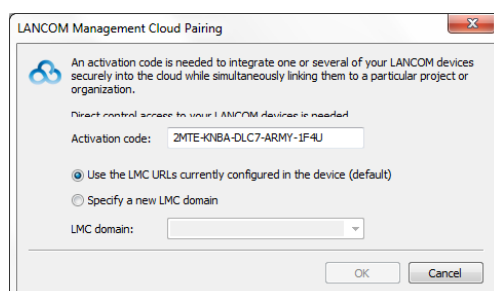 LANCOM Management Cloud Pairing
An activation code is needed to integrate one or several of your LANCOM devices
securely into the cloud while simultaneously linking them to a particular project or
organization.
Direct control access to your LANCOM devices is needed
Activation code: 2MTE-KNBA-DLC7-ARMY-1F4U
Use the LMC URLs currently configured in the device (default)
Specify a new LMC domain
LMC domain:
OK Cancel